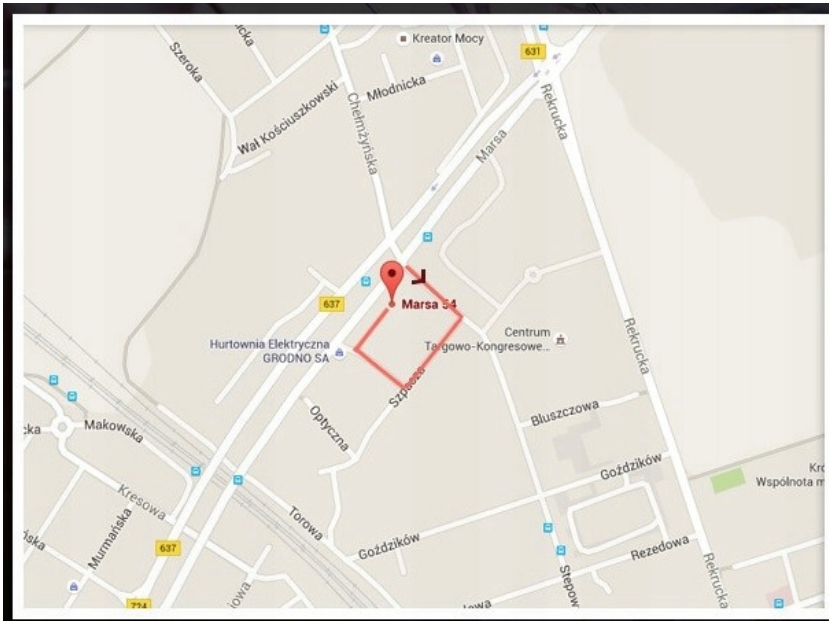 Kreator Mocy
631
Szeroka
Młodnicka
Wał Kościuszkowski
Chełmżyńska
Rekrucka
Marsa
637
Marsa 54
Hurtownia Elektryczna
GRODNO SA
Centrum
Targowo-Kongresowe...
Rekrucka
Szpacza
Optyczna
Bluszczowa
Makowska
Goździków
Kresowa
Wspólnota m
Torowa
Murmańska
637
Goździków
Rezedowa
Rekrucka
Stepow
724